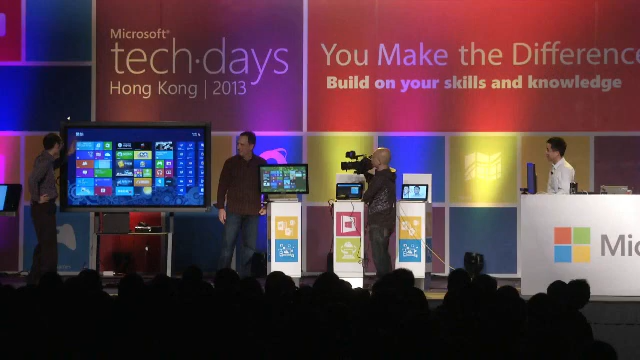 Microsoft®
tech·days
Hong Kong | 2013
You Make the Difference
Build on your skills and knowledge
Mic